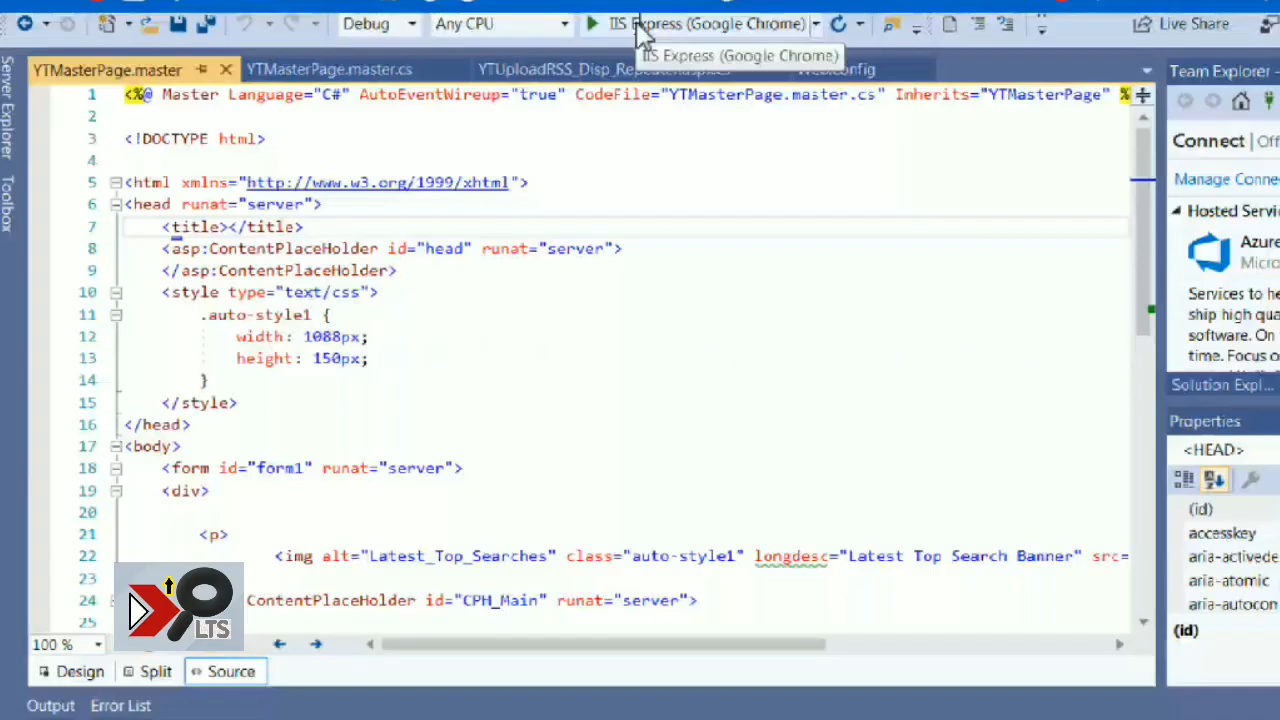 Debug Any CPU IIS Express (Google Chrome) Live Share
IIS Express (Google Chrome)
YTMasterPage.master YTMasterPage.master.cs YTUploadRSS_Disp_Repeater.aspx.cs Web.config
Server Explorer
Toolbox
1 <%@ Master Language="C#" AutoEventWireup="true" CodeFile="YTMasterPage.master.cs" Inherits="YTMasterPage" %
2
3 <!DOCTYPE html>
4
5 <html xmlns="http://www.w3.org/1999/xhtml">
6 <head runat="server">
7 <title></title>
8 <asp:ContentPlaceHolder id="head" runat="server">
9 </asp:ContentPlaceHolder>
10 <style type="text/css">
11 .auto-style1 {
12 width: 1088px;
13 height: 150px;
14 }
15 </style>
16 </head>
17 <body>
18 <form id="form1" runat="server">
19 <div>
20
21 <p>
22 <img alt="Latest_Top_Searches" class="auto-style1" longdesc="Latest Top Search Banner" src=
23
24 ContentPlaceHolder id="CPH_Main" runat="server">
25
LTS
100 %
Design Split Source
Output Error List
Team Explorer -
Connect | Off
Manage Conne
Hosted Servi
Azure
Micro
Services to he
ship high qua
software. On
time. Focus o
Solution Expl...
Properties
<HEAD>
(id)
accesskey
aria-activede
aria-atomic
aria-autocon
(id)